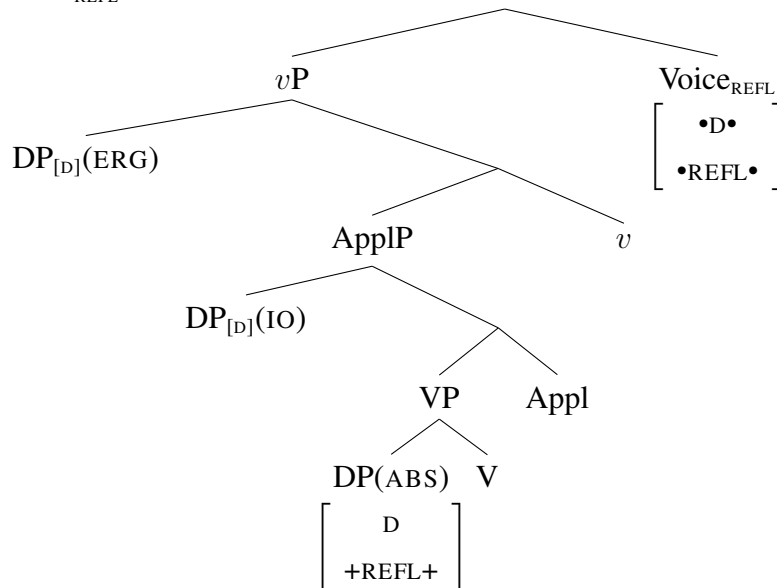 REFL
vP Voice_REFL
•D•
DP_[D](ERG)
•REFL•
ApplP v
DP_[D](IO)
VP Appl
DP(ABS) V
D
+REFL+